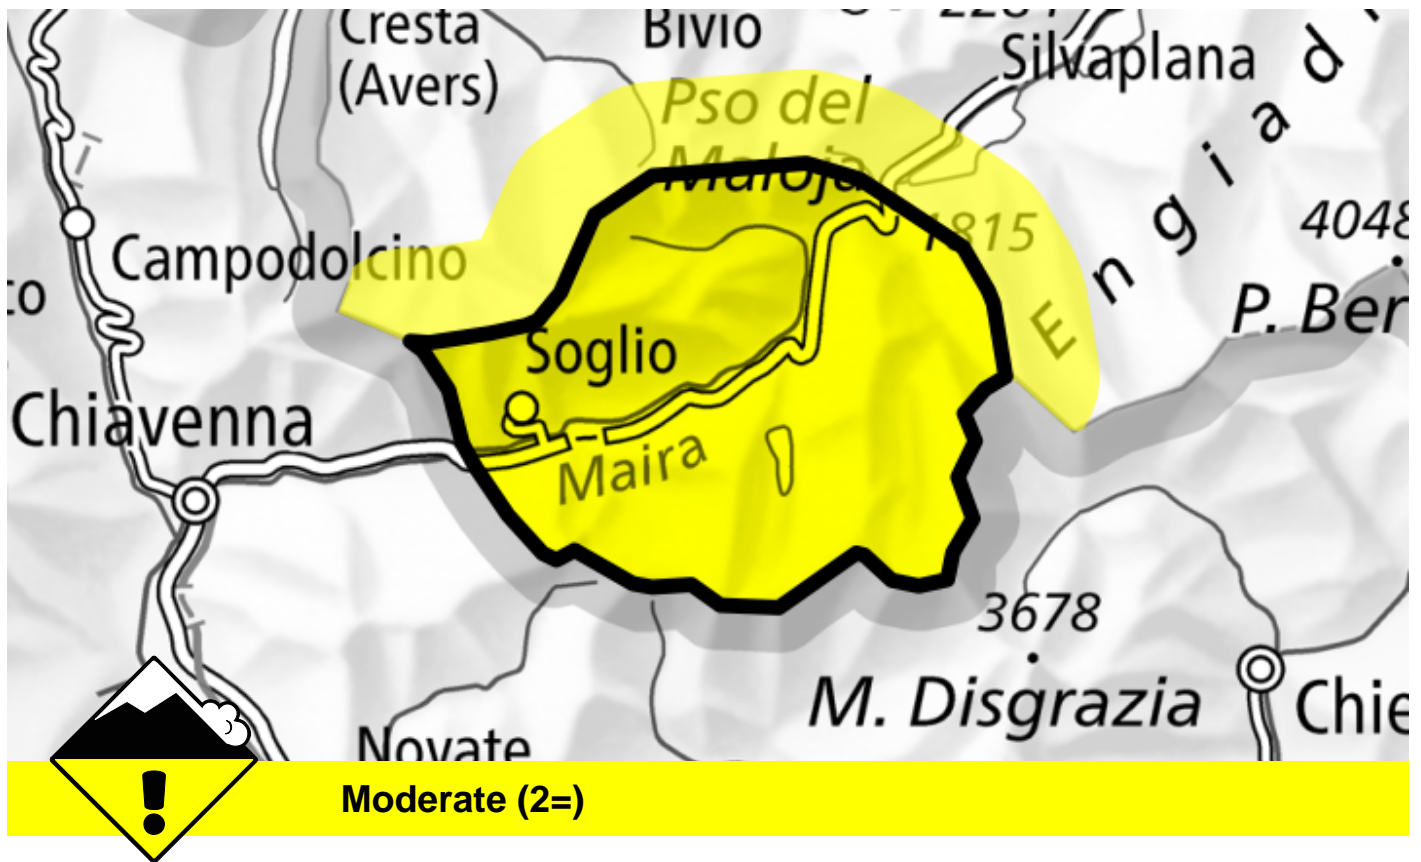 Cresta
(Avers)
Bivio
Silvaplana
Pso del
Maloja
1815
Engiad
4048
P. Ber
Campodolcino
Soglio
Chiavenna
Maira
3678
M. Disgrazia
Chie
Novate
Moderate (2=)